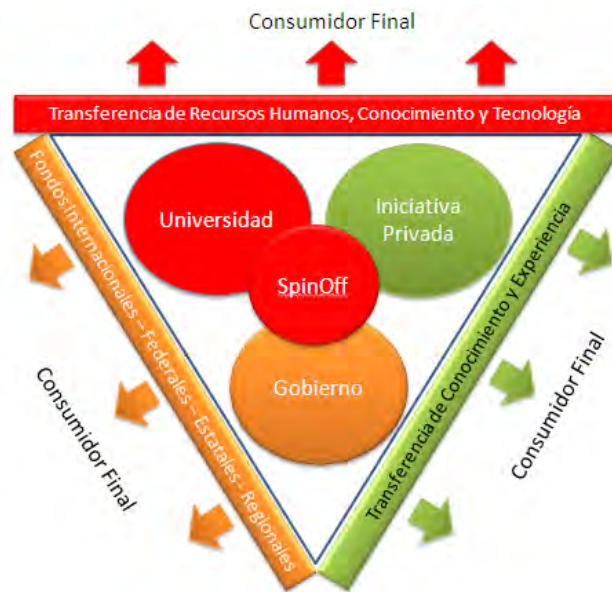 Consumidor Final
Transferencia de Recursos Humanos, Conocimiento y Tecnología
Fondos Internacionales – Federales – Estatales - Regionales
Universidad
Iniciativa
Privada
SpinOff
Gobierno
Transferencia de Conocimiento y Experiencia
Consumidor Final
Consumidor Final